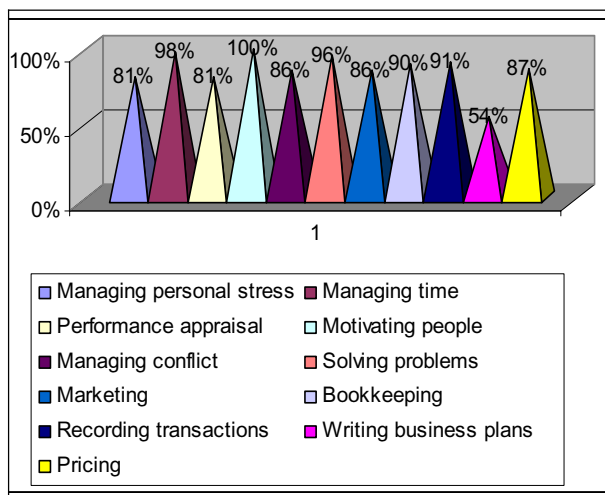 100%
50%
0%
81% 98% 81% 100% 86% 96% 86% 90% 91% 54% 87%
1
Managing personal stress Managing time
Performance appraisal Motivating people
Managing conflict Solving problems
Marketing Bookkeeping
Recording transactions Writing business plans
Pricing